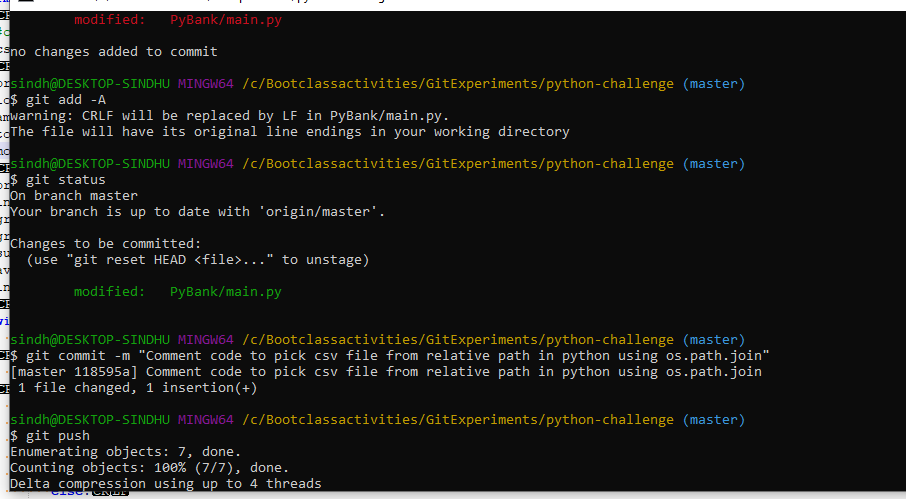 modified:   PyBank/main.py
no changes added to commit
sindh@DESKTOP-SINDHU MINGW64 /c/Bootclassactivities/GitExperiments/python-challenge (master)
$ git add -A
warning: CRLF will be replaced by LF in PyBank/main.py.
The file will have its original line endings in your working directory
sindh@DESKTOP-SINDHU MINGW64 /c/Bootclassactivities/GitExperiments/python-challenge (master)
$ git status
On branch master
Your branch is up to date with 'origin/master'.
Changes to be committed:
  (use "git reset HEAD <file>..." to unstage)
modified:   PyBank/main.py
sindh@DESKTOP-SINDHU MINGW64 /c/Bootclassactivities/GitExperiments/python-challenge (master)
$ git commit -m "Comment code to pick csv file from relative path in python using os.path.join"
[master 118595a] Comment code to pick csv file from relative path in python using os.path.join
 1 file changed, 1 insertion(+)
sindh@DESKTOP-SINDHU MINGW64 /c/Bootclassactivities/GitExperiments/python-challenge (master)
$ git push
Enumerating objects: 7, done.
Counting objects: 100% (7/7), done.
Delta compression using up to 4 threads